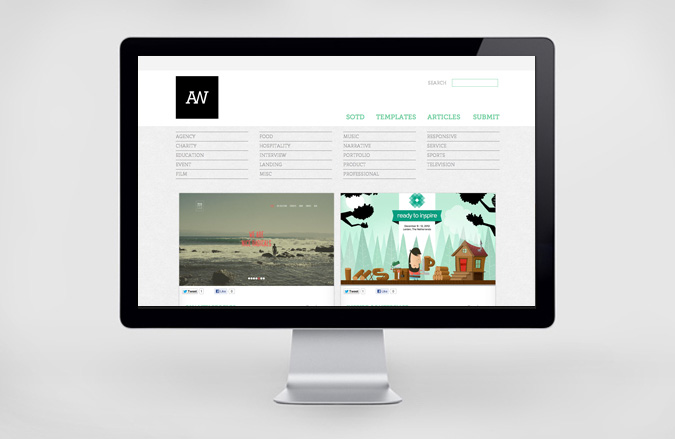 AW
SEARCH
SOTD TEMPLATES ARTICLES SUBMIT
AGENCY FOOD MUSIC RESPONSIVE
CHARITY HOSPITALITY NARRATIVE SERVICE
EDUCATION INTERVIEW PORTFOLIO SPORTS
EVENT LANDING PRODUCT TELEVISION
FILM MISC PROFESSIONAL
ready to inspire
Tweet Like Tweet Like